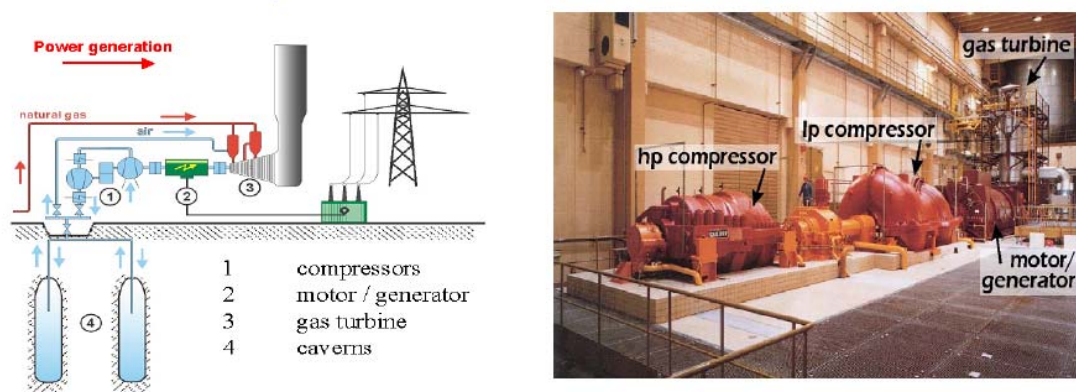 Power generation
natural gas
air
1
2
3
4
1 compressors
2 motor / generator
3 gas turbine
4 caverns
gas turbine
lp compressor
hp compressor
motor/
generator